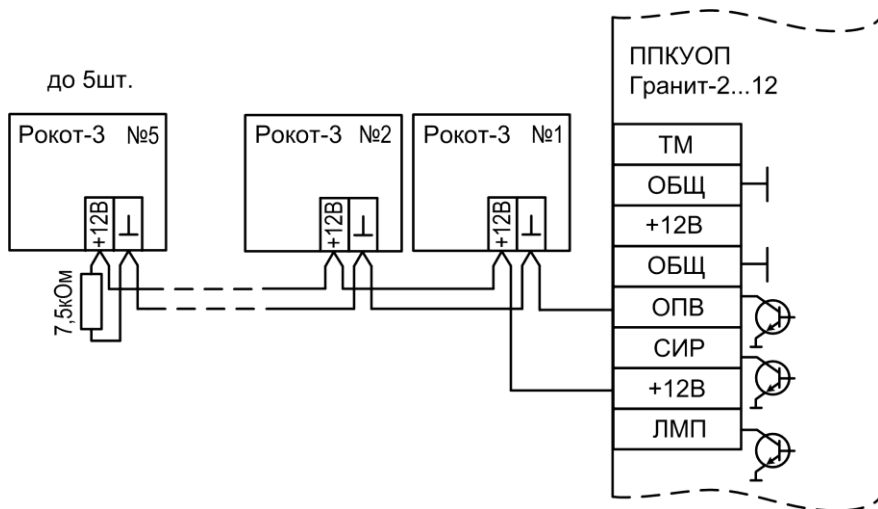 ППКУОП
Гранит-2...12
до 5шт.
Рокот-3 №5
+12В ⊥
7,5кОм
Рокот-3 №2
+12В ⊥
Рокот-3 №1
+12В ⊥
ТМ
ОБЩ
+12В
ОБЩ
ОПВ
СИР
+12В
ЛМП